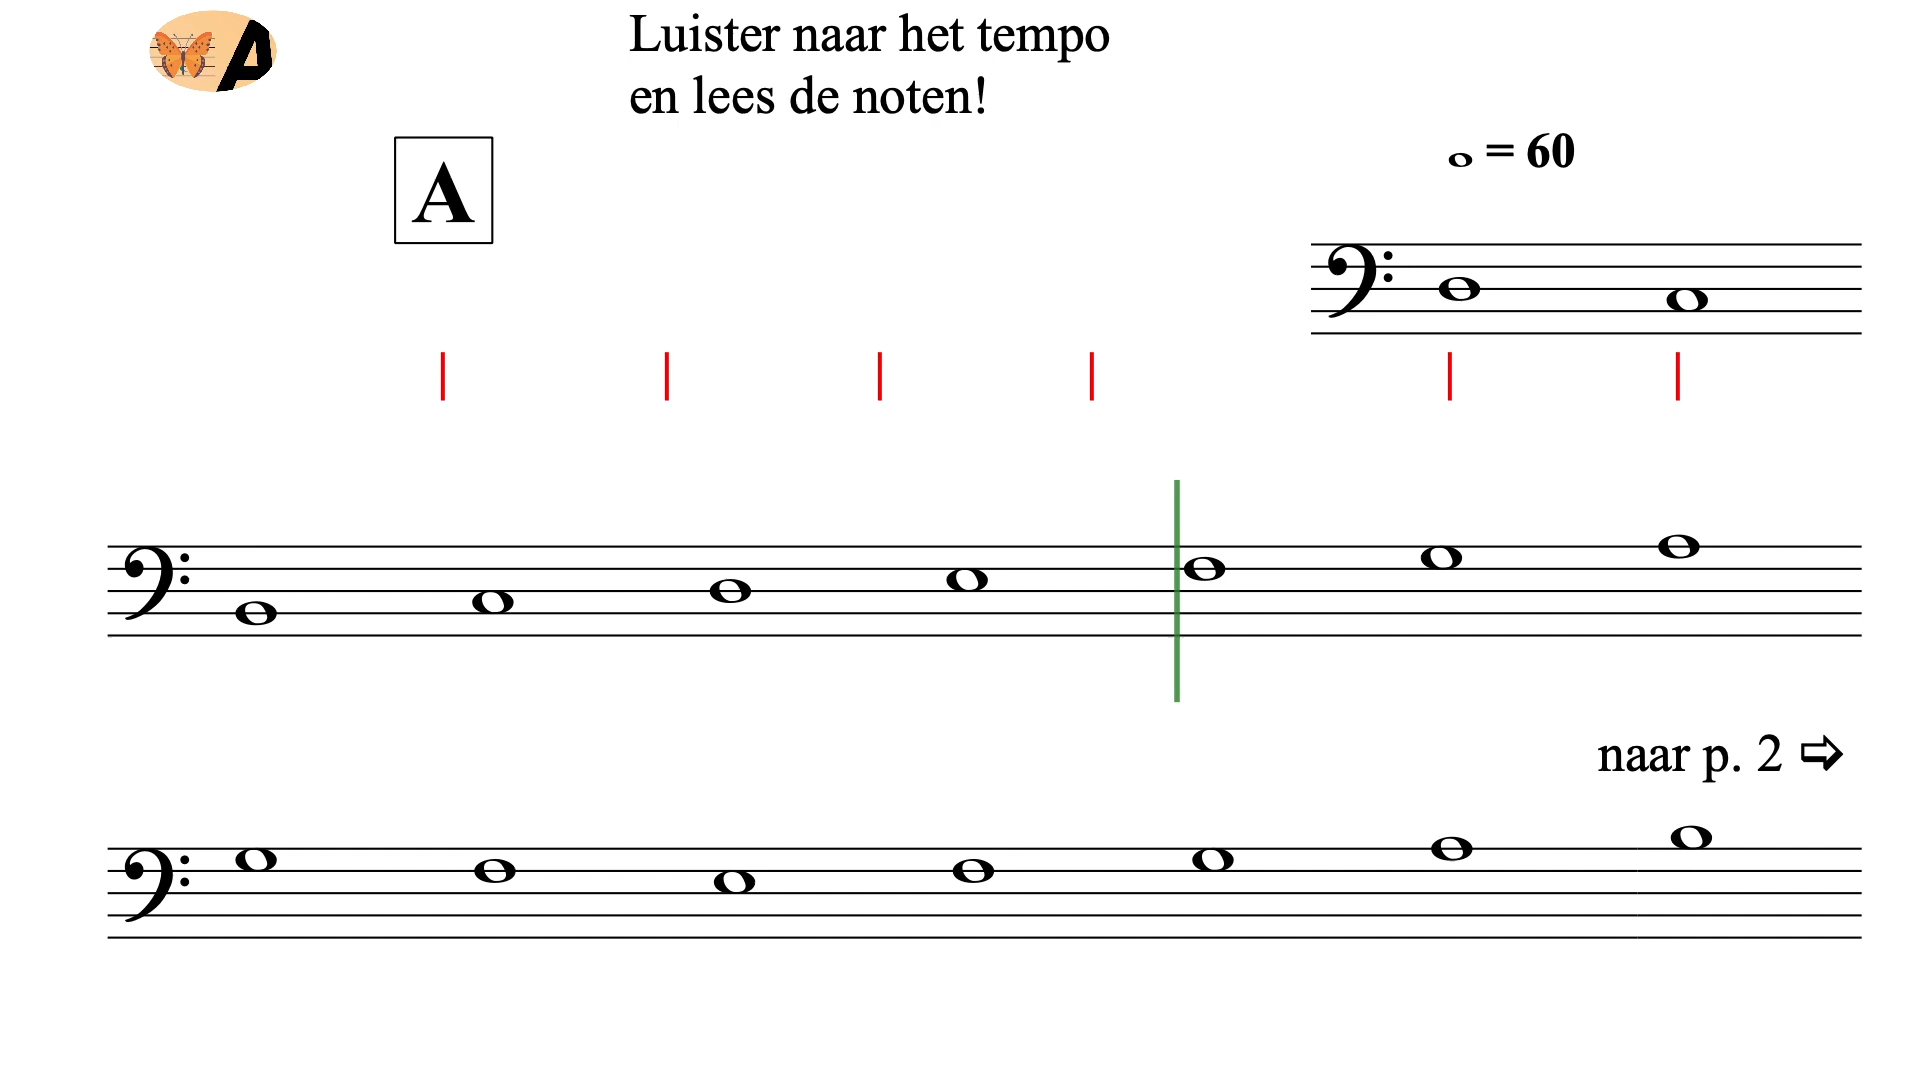 A
Luister naar het tempo
en lees de noten!
A
= 60
naar p. 2 ⇨